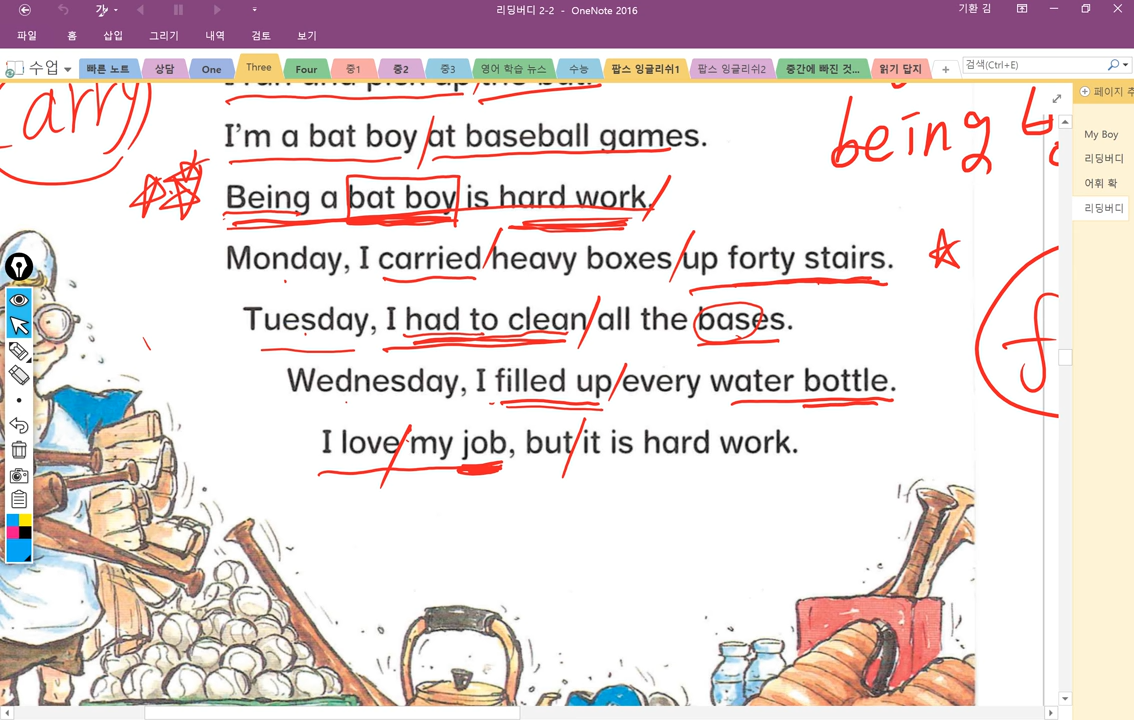 리딩버디 2-2 - OneNote 2016
기환 김
파일 홈 삽입 그리기 내역 검토 보기
수업 빠른 노트 상담 One Three Four 중1 중2 중3 영어 학습 뉴스 수능 팝스 잉글리쉬1 팝스 잉글리쉬2 중간에 빠진 것... 읽기 답지 +
검색(Ctrl+E)
페이지 추
My Boy
리딩버디
어휘 확
리딩버디
arry)
being
I'm a bat boy at baseball games.
Being a bat boy is hard work.
Monday, I carried heavy boxes up forty stairs.
Tuesday, I had to clean all the bases.
Wednesday, I filled up every water bottle.
I love my job, but it is hard work.
f